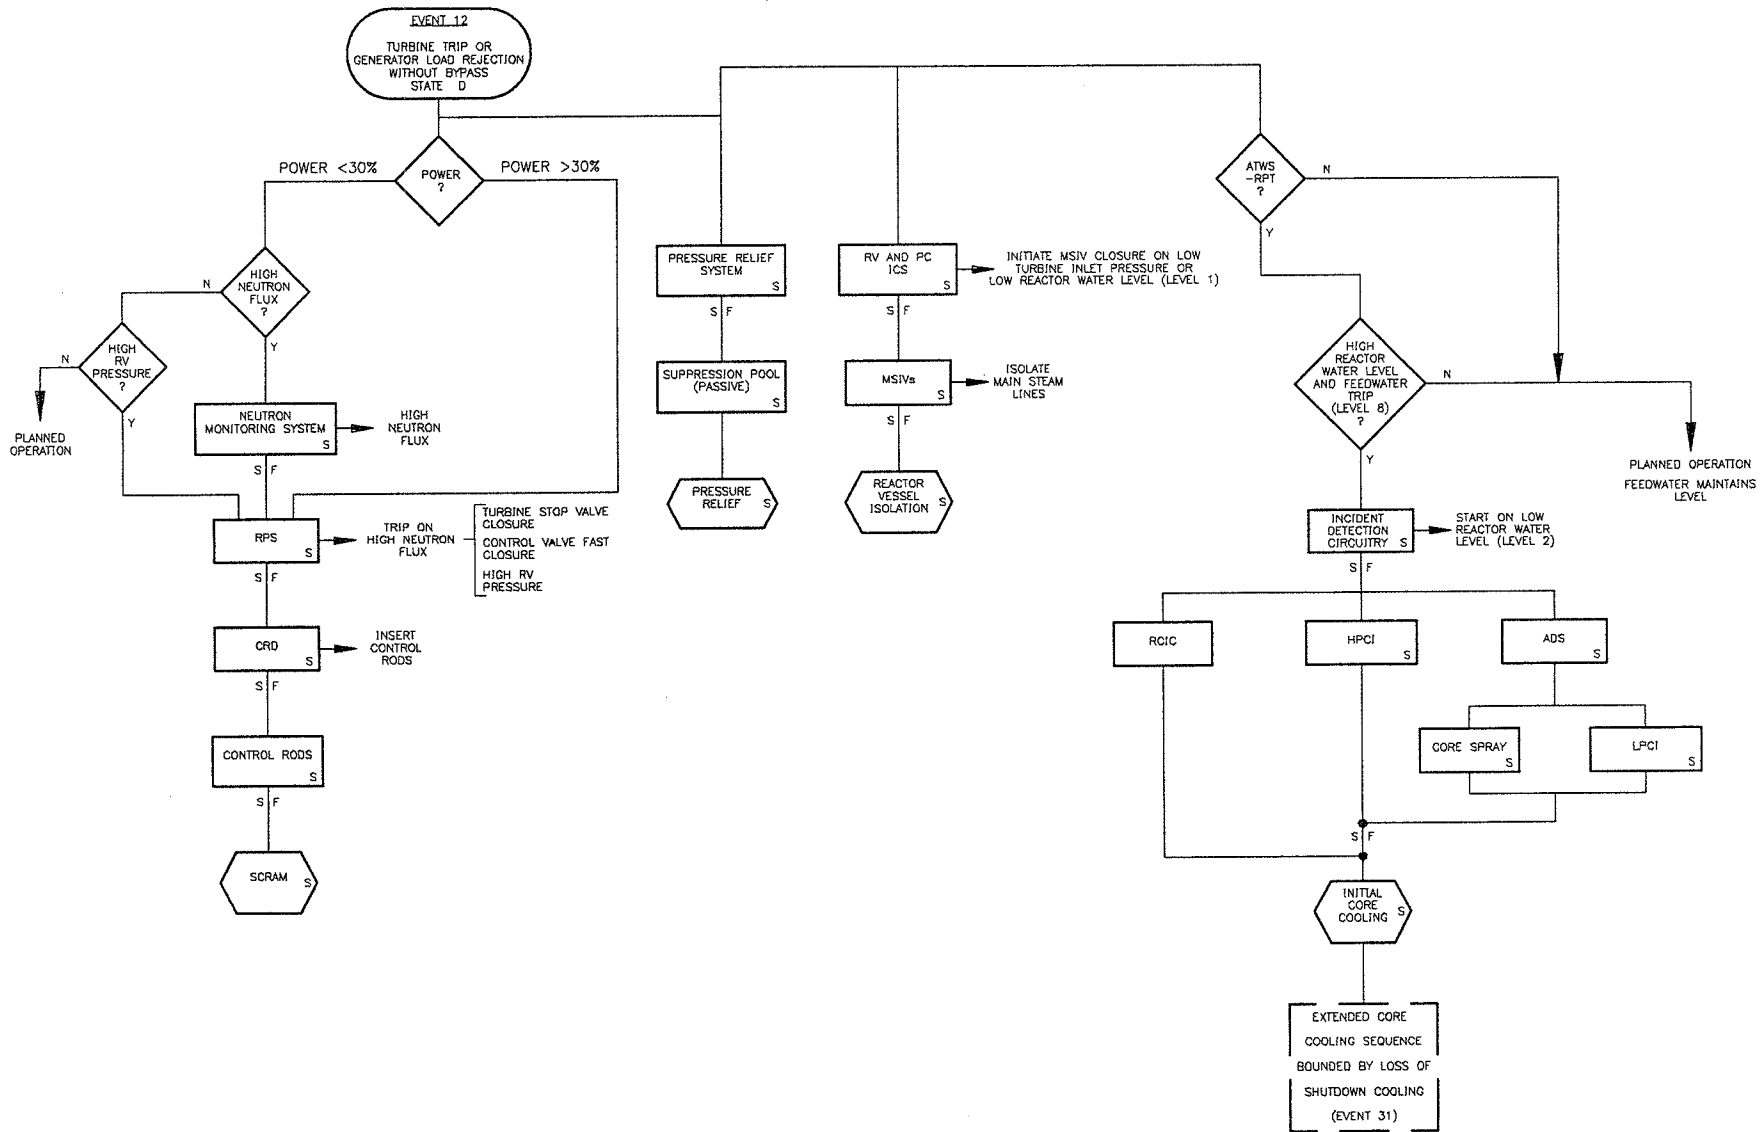 EVENT 12
TURBINE TRIP OR
GENERATOR LOAD REJECTION
WITHOUT BYPASS
STATE D
POWER <30%
POWER
?
POWER >30%
HIGH
NEUTRON
FLUX
?
N
Y
HIGH
RV
PRESSURE
?
N
Y
PLANNED
OPERATION
NEUTRON
MONITORING SYSTEM
S
HIGH
NEUTRON
FLUX
S F
RPS
S
TRIP ON
HIGH NEUTRON
FLUX
TURBINE STOP VALVE
CLOSURE
CONTROL VALVE FAST
CLOSURE
HIGH RV
PRESSURE
S F
CRD
S
INSERT
CONTROL
RODS
S F
CONTROL RODS
S
S F
SCRAM
S
PRESSURE RELIEF
SYSTEM
S
S F
SUPPRESSION POOL
(PASSIVE)
S
PRESSURE
RELIEF
S
RV AND PC
ICS
S
INITIATE MSIV CLOSURE ON LOW
TURBINE INLET PRESSURE OR
LOW REACTOR WATER LEVEL (LEVEL 1)
S F
MSIVs
S
ISOLATE
MAIN STEAM
LINES
S F
REACTOR
VESSEL
ISOLATION
S
ATWS
-RPT
?
N
Y
HIGH
REACTOR
WATER LEVEL
AND FEEDWATER
TRIP
(LEVEL 8)
?
N
Y
PLANNED OPERATION
FEEDWATER MAINTAINS
LEVEL
INCIDENT
DETECTION
CIRCUITRY
S
START ON LOW
REACTOR WATER
LEVEL (LEVEL 2)
S F
RCIC
HPCI
S
ADS
S
CORE SPRAY
S
LPCI
S
S F
INITIAL
CORE
COOLING
S
EXTENDED CORE
COOLING SEQUENCE
BOUNDED BY LOSS OF
SHUTDOWN COOLING
(EVENT 31)